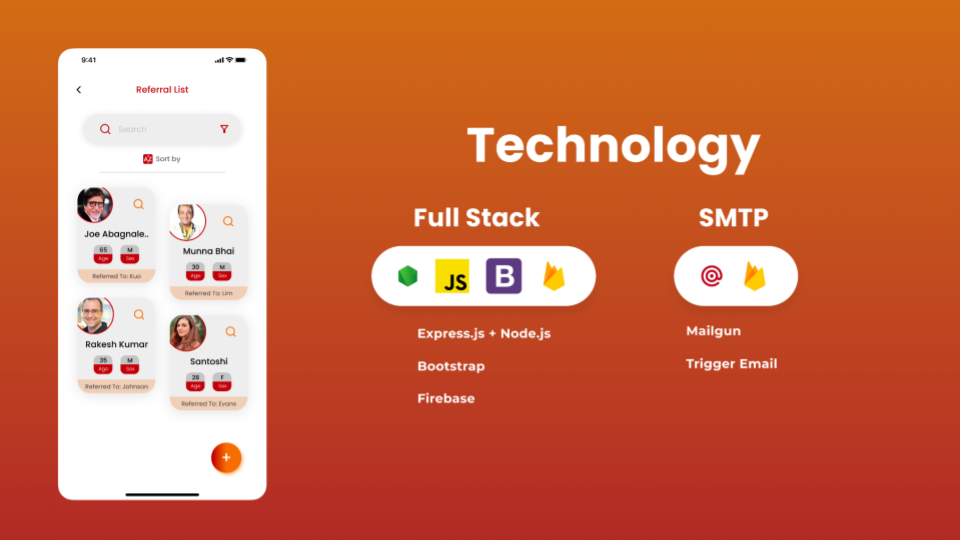 9:41
Referral List
Search
AZ Sort by
Joe Abagnale..
65 M
Age Sex
Referred To: Kuo
Munna Bhai
30 M
Age Sex
Referred To: Lim
Rakesh Kumar
35 M
Age Sex
Referred To: Johnson
Santoshi
26 F
Age Sex
Referred To: Evans
+
Technology
Full Stack
JS B
Express.js + Node.js
Bootstrap
Firebase
SMTP
Mailgun
Trigger Email